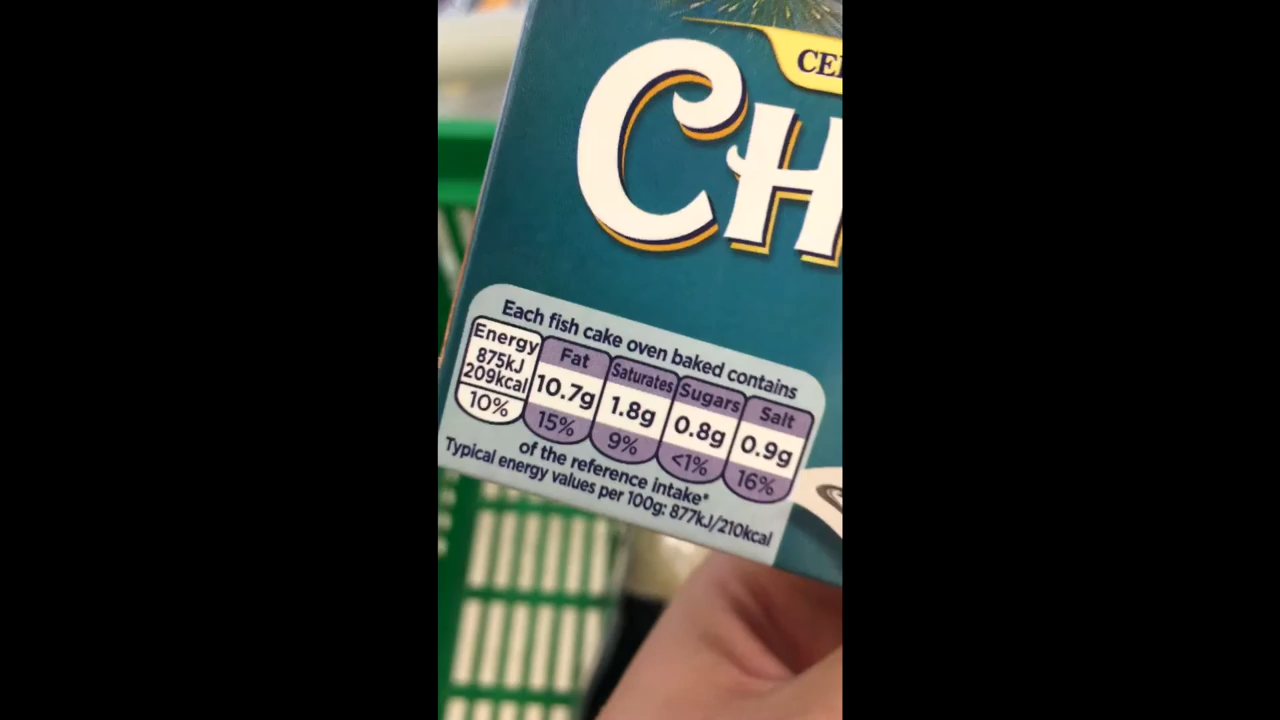 CH
Each fish cake oven baked contains
Energy Fat Saturates Sugars Salt
875kJ
209kcal 10.7g 1.8g 0.8g 0.9g
10% 15% 9% <1% 16%
of the reference intake*
Typical energy values per 100g: 877kJ/210kcal